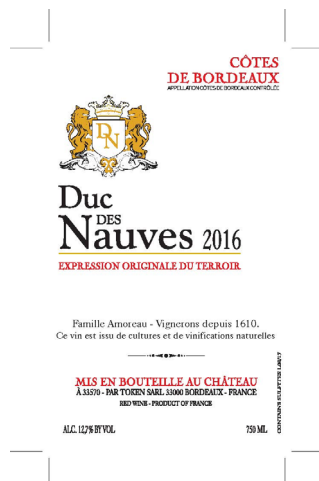 CÔTES
DE BORDEAUX
APPELLATION CÔTES DE BORDEAUX CONTRÔLÉE
DN
Duc
DES
Nauves 2016
EXPRESSION ORIGINALE DU TERROIR
Famille Amoreau - Vignerons depuis 1610.
Ce vin est issu de cultures et de vinifications naturelles
MIS EN BOUTEILLE AU CHÂTEAU
À 33570 - PAR TOKEN SARL 33000 BORDEAUX - FRANCE
RED WINE - PRODUCT OF FRANCE
ALC. 12,7% BY VOL
750 ML
CONTAINS SULFITES